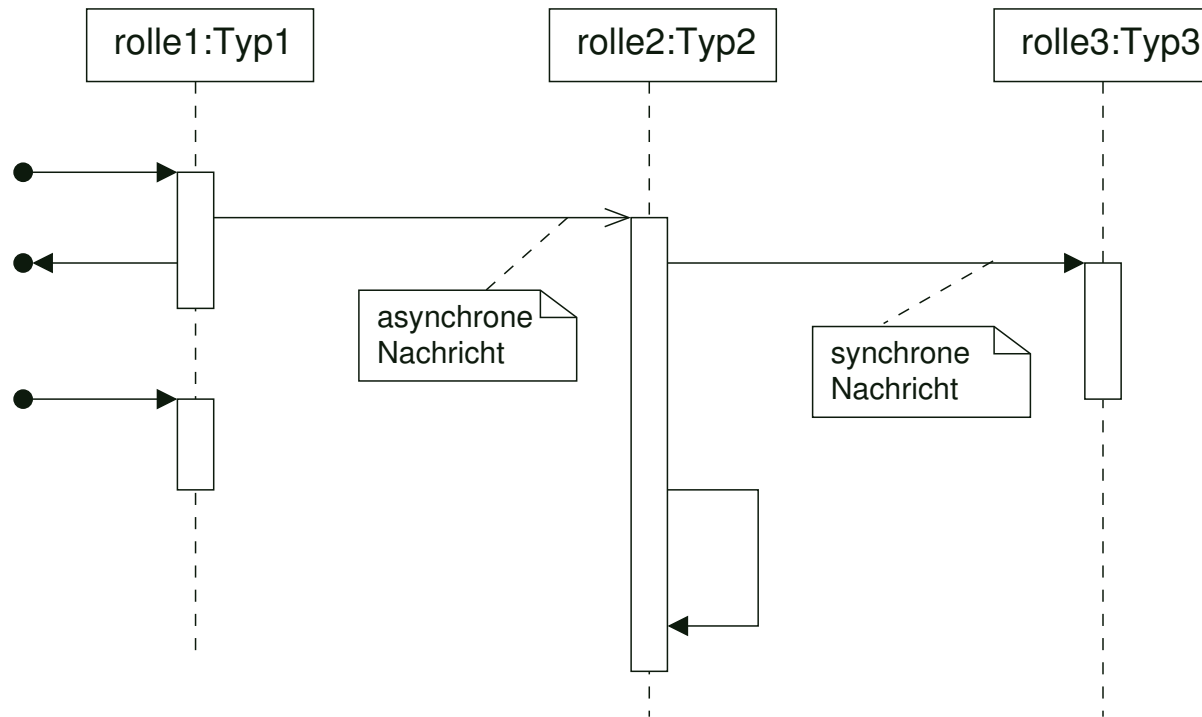 rolle1:Typ1
rolle2:Typ2
rolle3:Typ3
asynchrone
Nachricht
synchrone
Nachricht